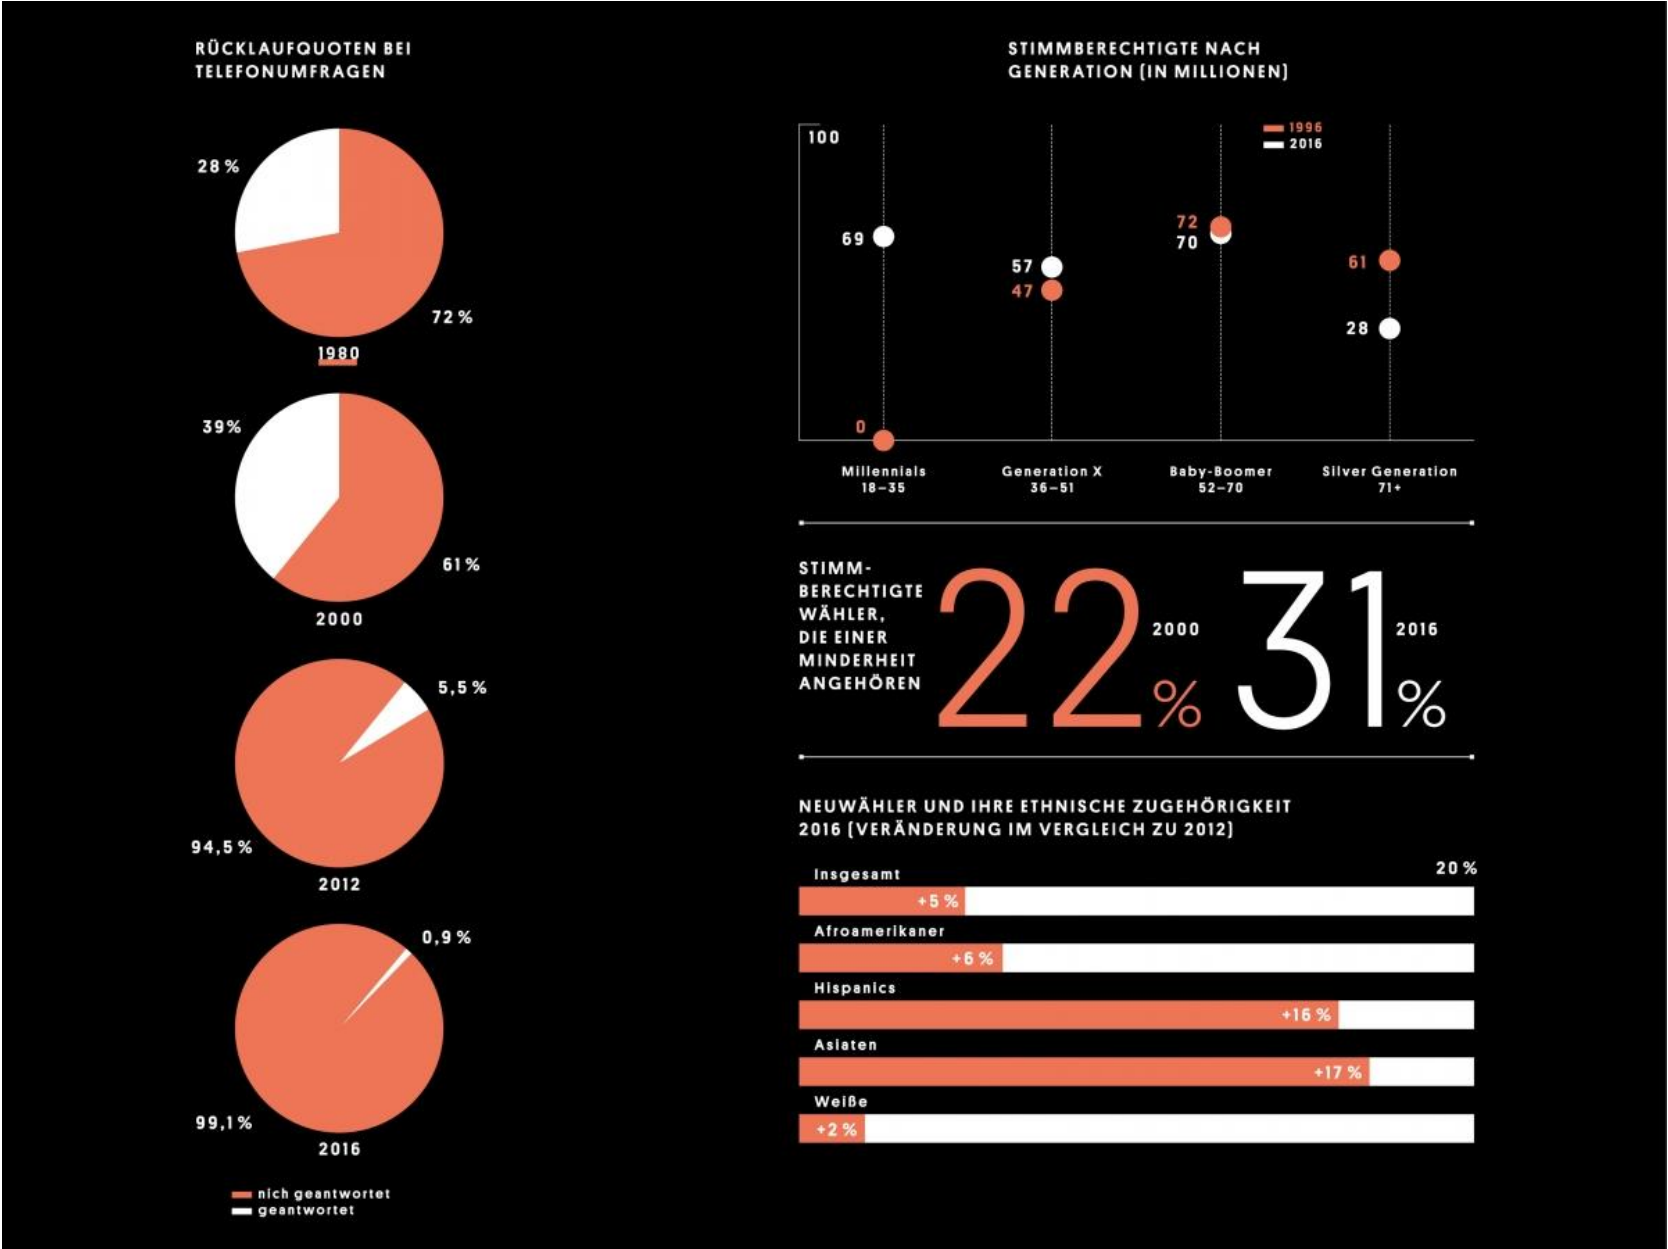 RÜCKLAUFQUOTEN BEI
TELEFONUMFRAGEN
28 %
72 %
1980
39%
61%
2000
5,5 %
94,5 %
2012
0,9 %
99,1%
2016
nich geantwortet
geantwortet
STIMMBERECHTIGTE NACH
GENERATION (IN MILLIONEN)
100
1996
2016
69
0
57
47
72
70
61
28
Millennials
18–35
Generation X
36–51
Baby-Boomer
52–70
Silver Generation
71+
STIMM-
BERECHTIGTE
WÄHLER,
DIE EINER
MINDERHEIT
ANGEHÖREN
22 % 2000
31 % 2016
NEUWÄHLER UND IHRE ETHNISCHE ZUGEHÖRIGKEIT
2016 (VERÄNDERUNG IM VERGLEICH ZU 2012)
20 %
Insgesamt
+5 %
Afroamerikaner
+6 %
Hispanics
+16 %
Asiaten
+17 %
Weiße
+2 %